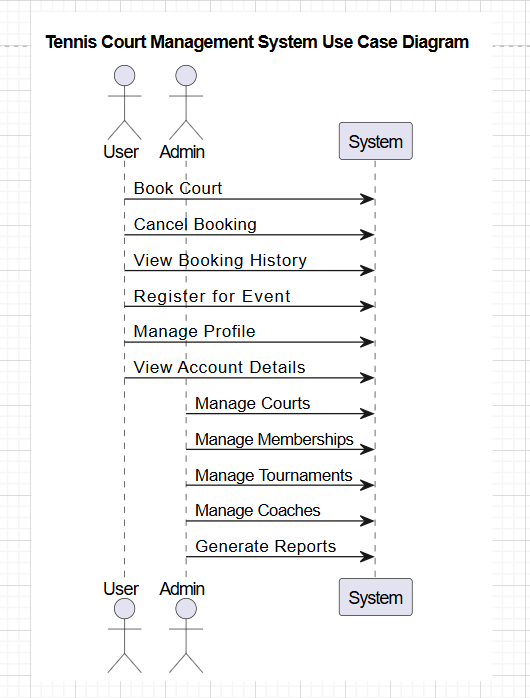 Tennis Court Management System Use Case Diagram
User
Admin
System
Book Court
Cancel Booking
View Booking History
Register for Event
Manage Profile
View Account Details
Manage Courts
Manage Memberships
Manage Tournaments
Manage Coaches
Generate Reports
User
Admin
System